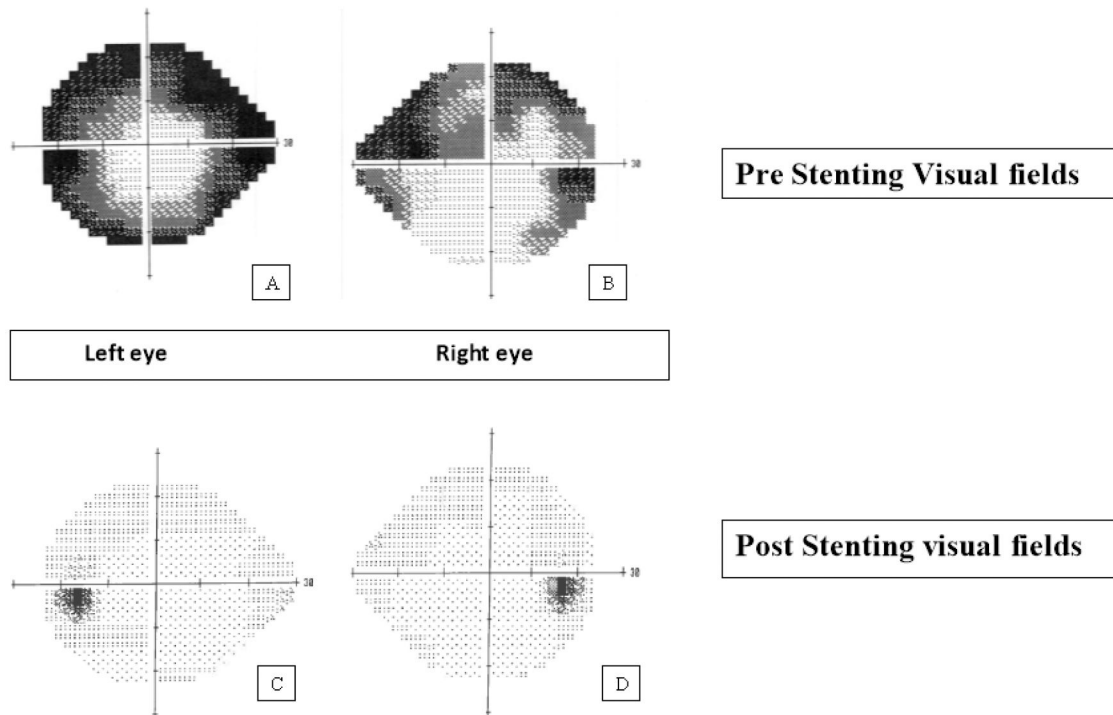 30
30
Pre Stenting Visual fields
A
B
Left eye Right eye
30
30
Post Stenting visual fields
C
D